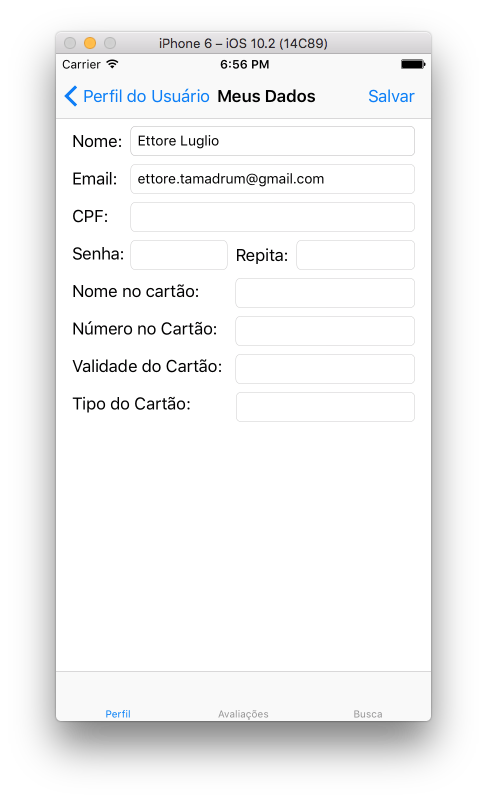 iPhone 6 – iOS 10.2 (14C89)
Carrier 6:56 PM
Perfil do Usuário Meus Dados Salvar
Nome: Ettore Luglio
Email: ettore.tamadrum@gmail.com
CPF:
Senha: Repita:
Nome no cartão:
Número no Cartão:
Validade do Cartão:
Tipo do Cartão:
Perfil Avaliações Busca